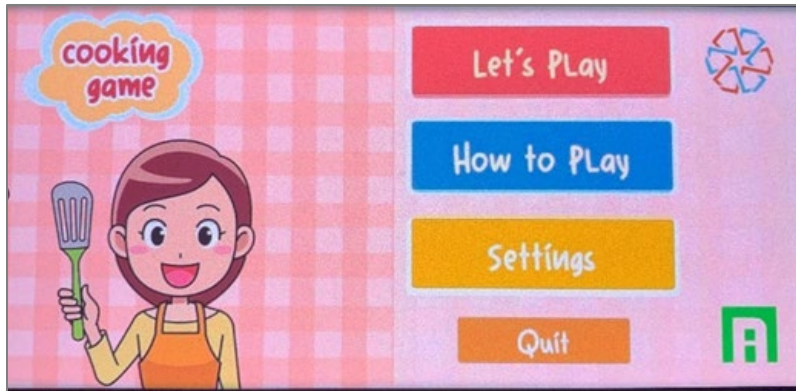 cooking
game
Let's Play
How to Play
Settings
Quit